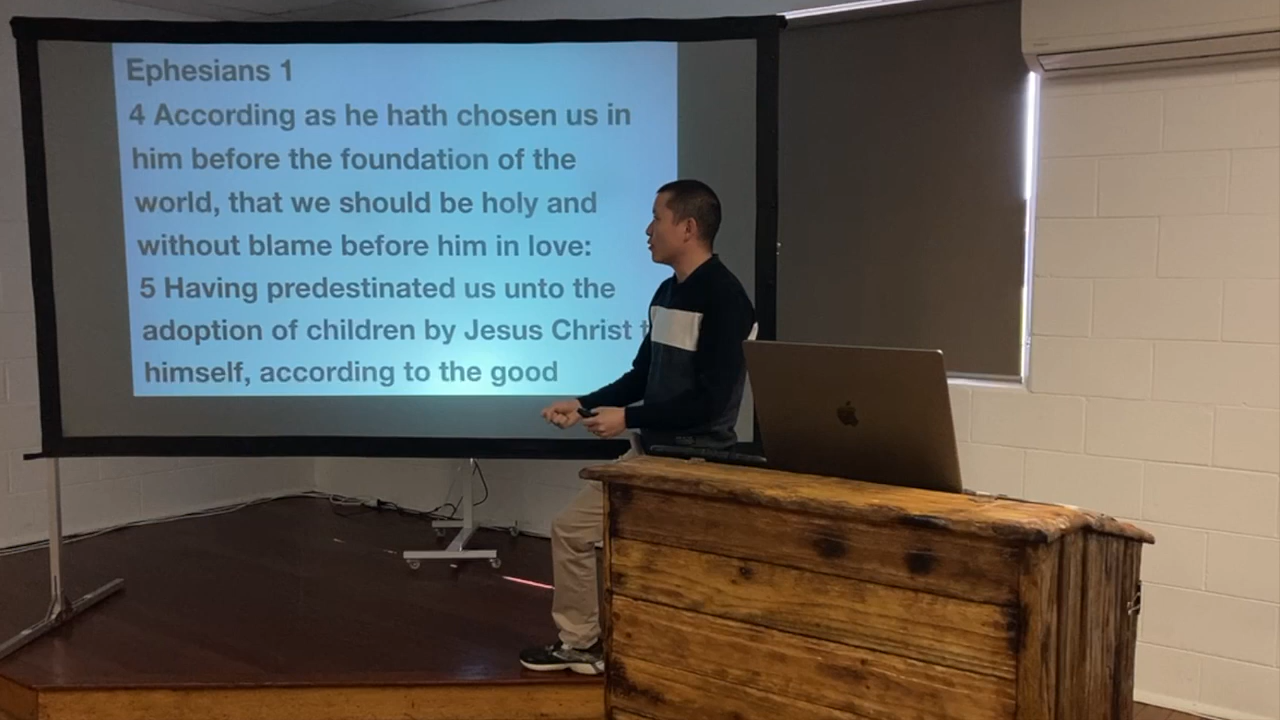 Ephesians 1
4 According as he hath chosen us in
him before the foundation of the
world, that we should be holy and
without blame before him in love:
5 Having predestinated us unto the
adoption of children by Jesus Christ
himself, according to the good